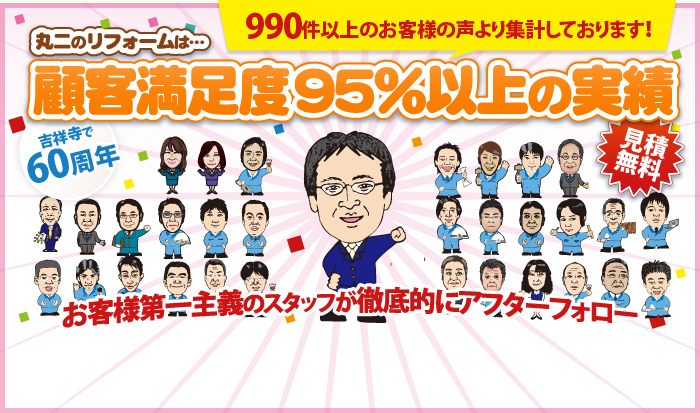 990件以上のお客様の声より集計しております!
丸二のリフォームは…
顧客満足度95%以上の実績
吉祥寺で
60周年
見積
無料
お客様第一主義のスタッフが徹底的にアフターフォロー